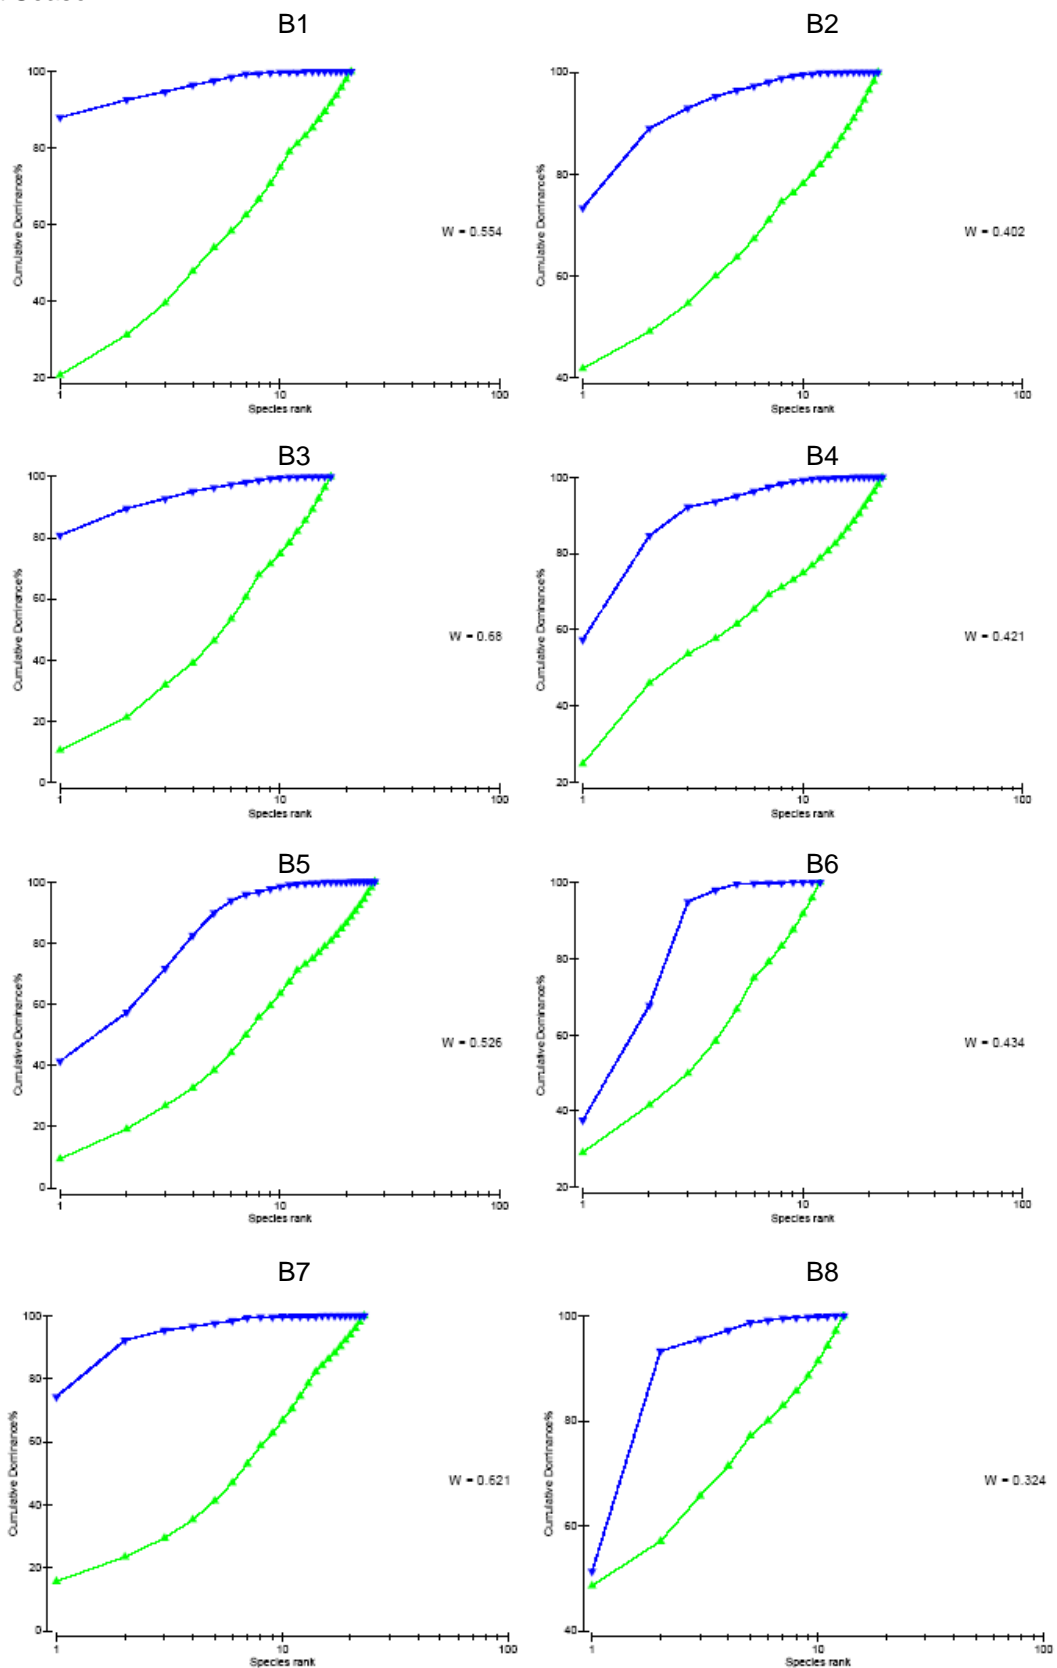 B1
B2
100
80
60
40
20
Cumulative Dominance%
W = 0.554
1
10
100
Species rank
100
80
60
40
Cumulative Dominance%
W = 0.402
1
10
100
Species rank
B3
B4
100
80
60
40
20
0
Cumulative Dominance%
W = 0.68
1
10
100
Species rank
100
80
60
40
20
Cumulative Dominance%
W = 0.421
1
10
100
Species rank
B5
B6
100
80
60
40
20
0
Cumulative Dominance%
W = 0.526
1
10
100
Species rank
100
80
60
40
20
Cumulative Dominance%
W = 0.434
1
10
100
Species rank
B7
B8
100
80
60
40
20
0
Cumulative Dominance%
W = 0.621
1
10
100
Species rank
100
80
60
40
Cumulative Dominance%
W = 0.324
1
10
100
Species rank